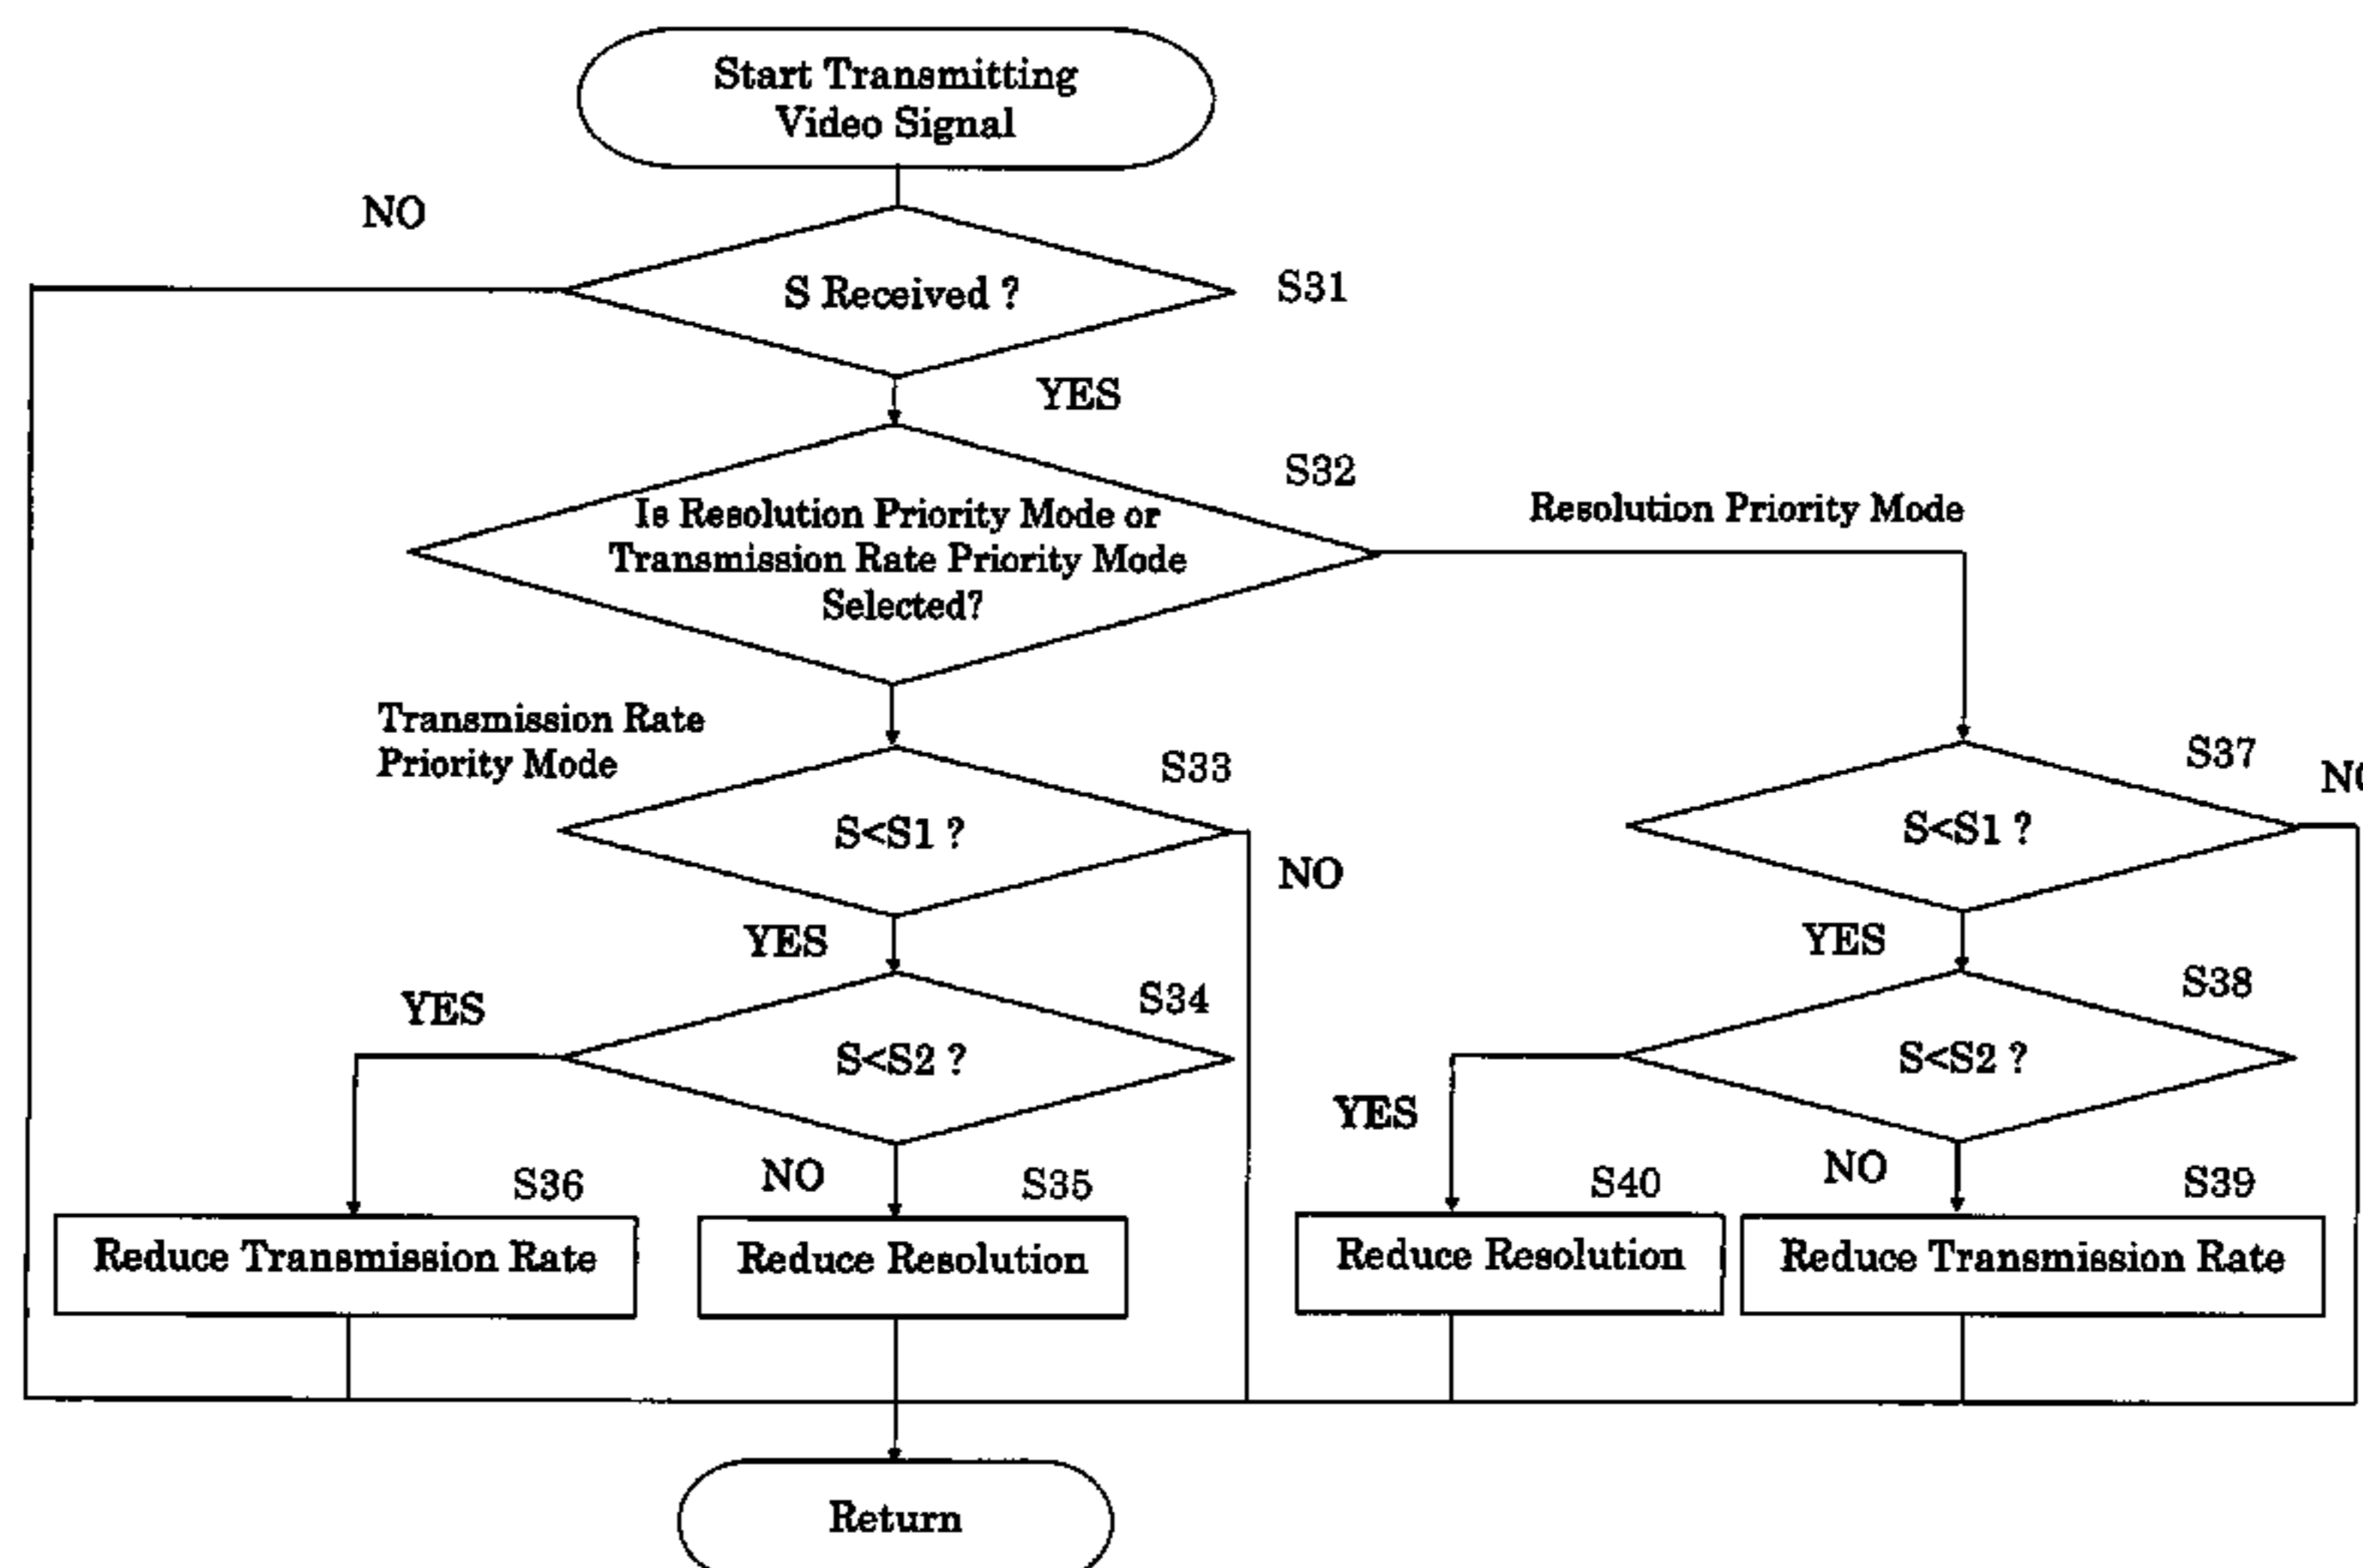 Start Transmitting
Video Signal
NO
S Received ?
S31
YES
S32
Is Resolution Priority Mode or
Transmission Rate Priority Mode
Selected?
Resolution Priority Mode
Transmission Rate
Priority Mode
S33
S<S1 ?
NO
S37
NO
S<S1 ?
YES
YES
S34
S<S2 ?
YES
YES
S38
S<S2 ?
YES
NO
NO
S36
Reduce Transmission Rate
S35
Reduce Resolution
S40
Reduce Resolution
S39
Reduce Transmission Rate
Return